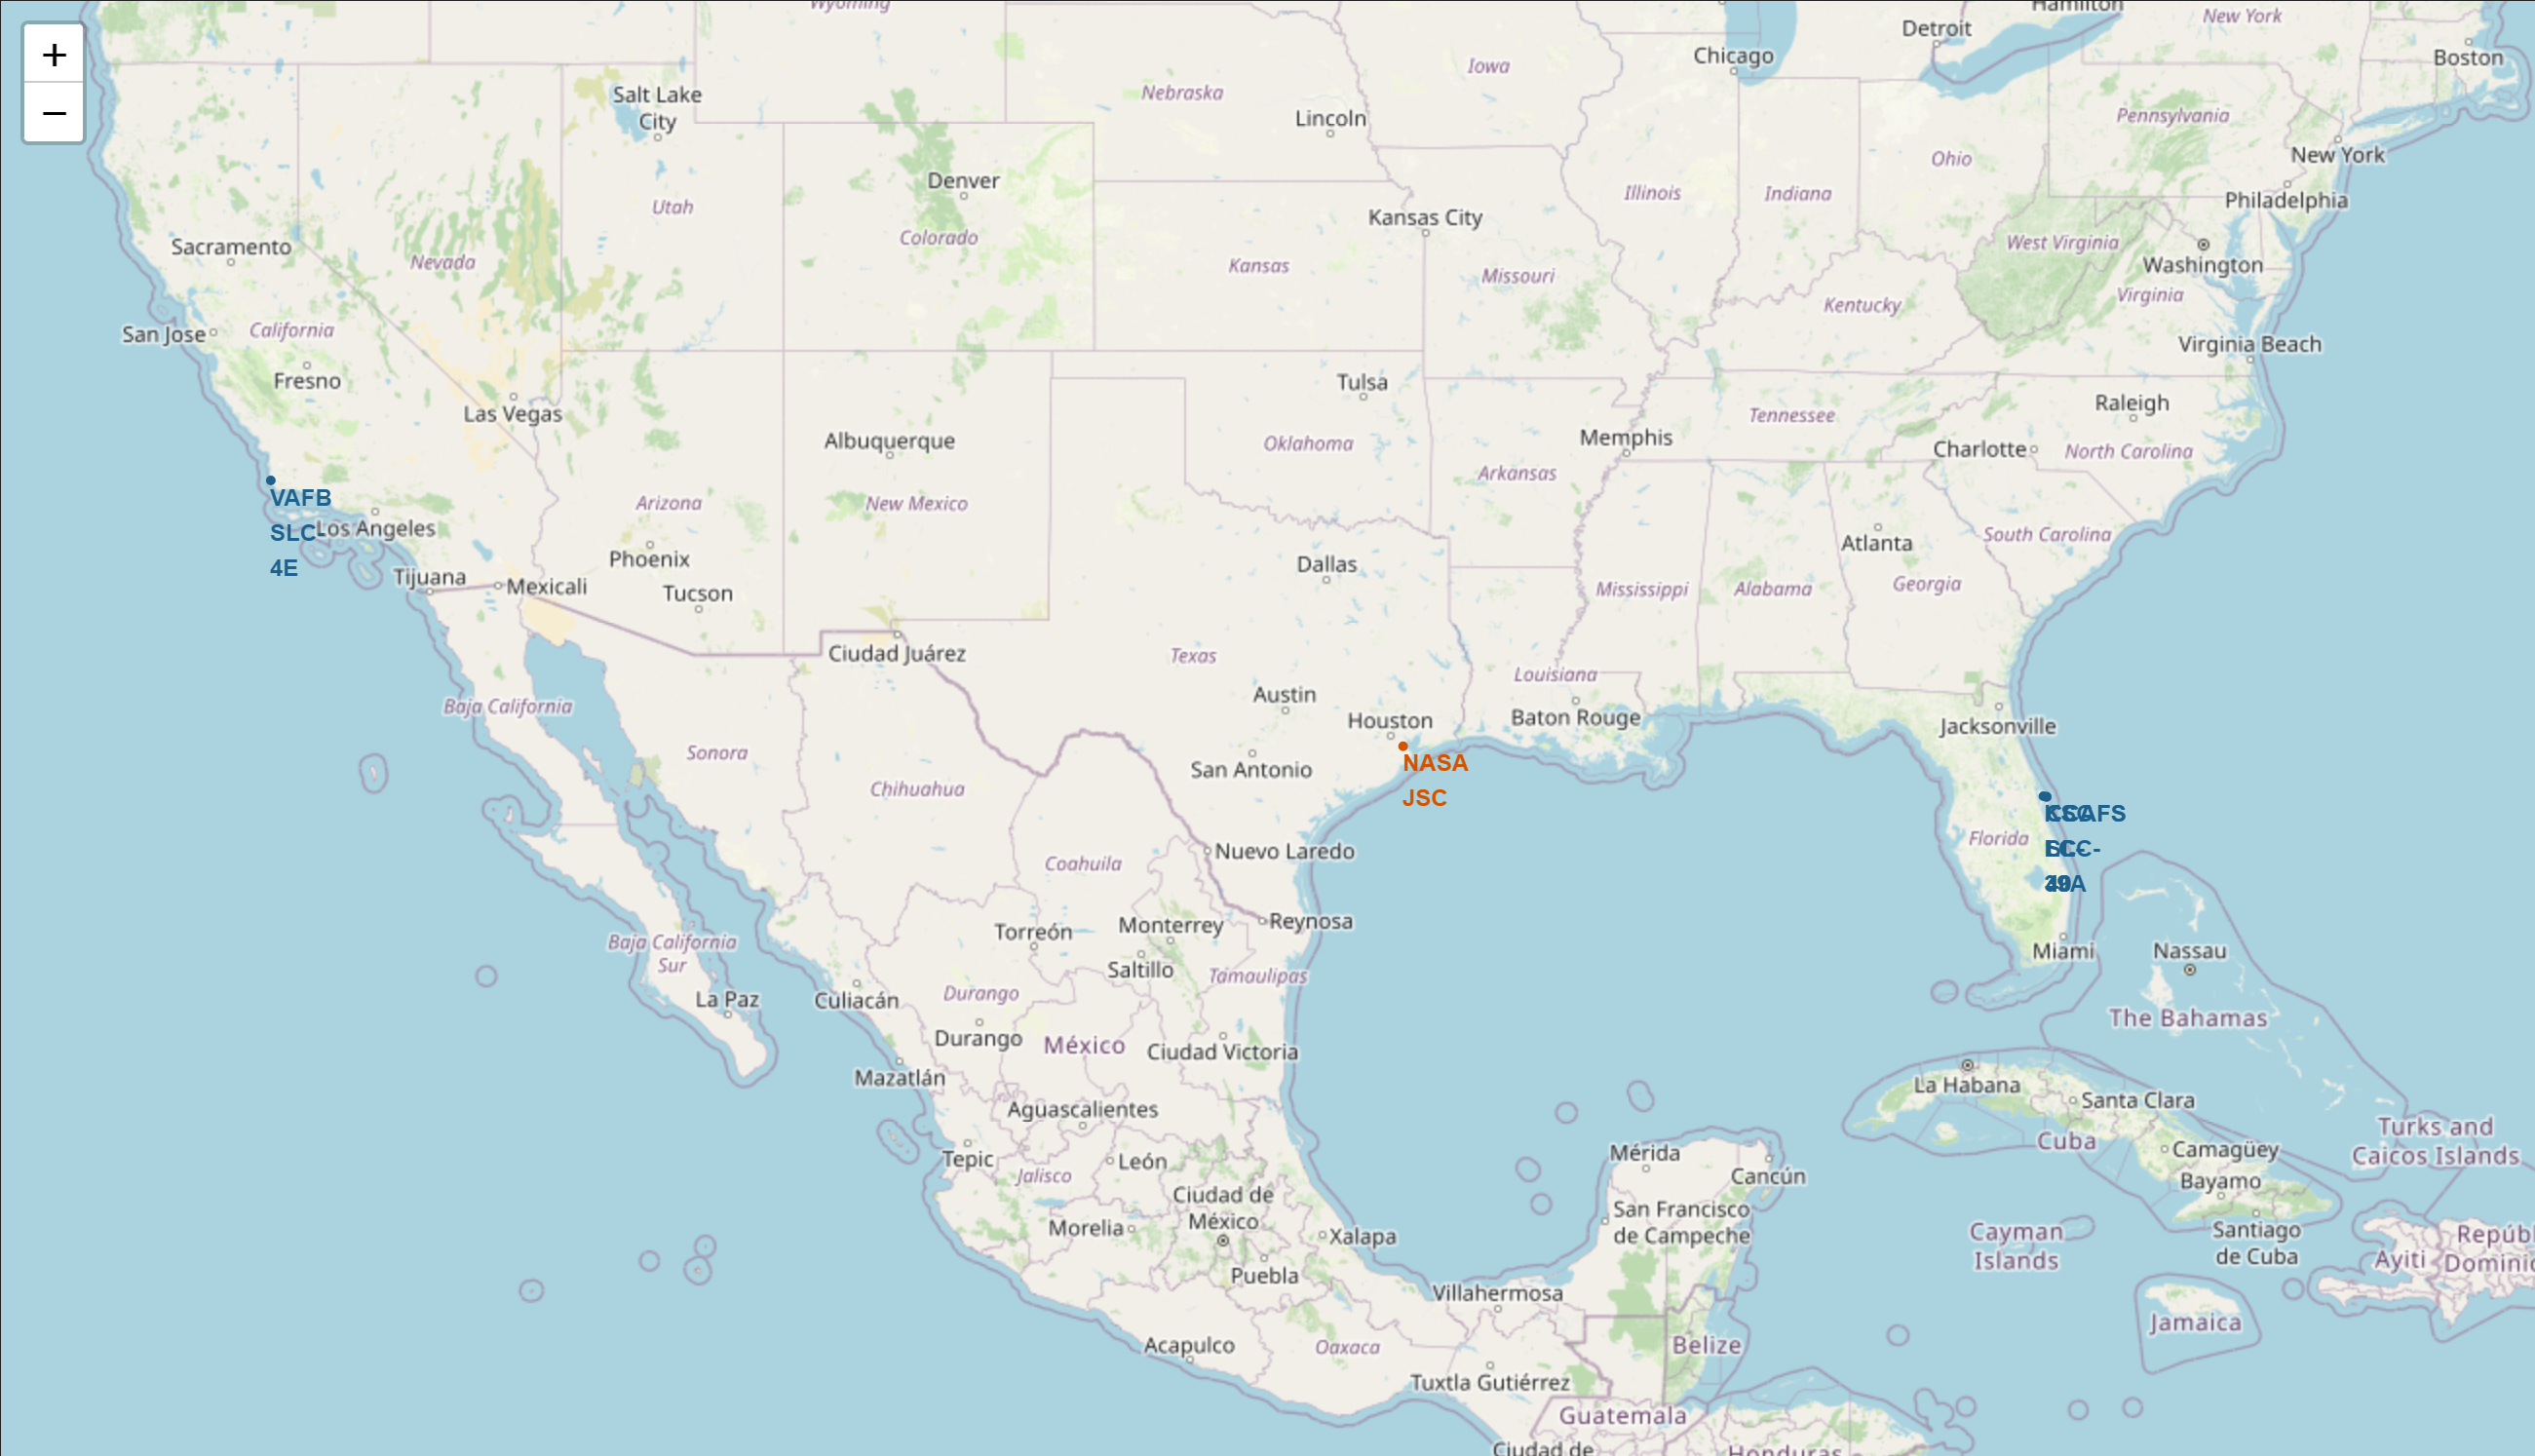 +
−
Wyoming
Hamilton
New York
Detroit
Chicago
Boston
Iowa
Salt Lake
City
Nebraska
Lincoln
Pennsylvania
New York
Ohio
Denver
Utah
Illinois
Indiana
Philadelphia
Kansas City
Colorado
Sacramento
Nevada
West Virginia
Washington
Kansas
Missouri
Virginia
Kentucky
San Jose
California
Virginia Beach
Fresno
Tulsa
Las Vegas
Raleigh
Tennessee
Albuquerque
Oklahoma
Memphis
Charlotte
North Carolina
Arkansas
VAFB
SLC-
4E
Los Angeles
Arizona
New Mexico
South Carolina
Atlanta
Phoenix
Dallas
Tijuana
Mexicali
Tucson
Mississippi
Alabama
Georgia
Ciudad Juárez
Texas
Louisiana
Austin
Baja California
Houston
Baton Rouge
Jacksonville
Sonora
NASA
JSC
San Antonio
Chihuahua
Florida
Nuevo Laredo
Coahuila
Reynosa
Monterrey
Torreón
Baja California
Sur
Saltillo
Tamaulipas
Miami
Nassau
La Paz
Culiacán
Durango
The Bahamas
Durango
México
Ciudad Victoria
Mazatlán
La Habana
Santa Clara
Aguascalientes
Turks and
Caicos Islands
Cuba
Camagüey
Tepic
Jalisco
León
Mérida
Cancún
Bayamo
Ciudad de
México
San Francisco
de Campeche
Morelia
Xalapa
Cayman
Islands
Santiago
de Cuba
Ayiti
Repúbl
Dominic
Puebla
Villahermosa
Jamaica
Acapulco
Oaxaca
Belize
Tuxtla Gutiérrez
Guatemala
Ciudad de
Honduras